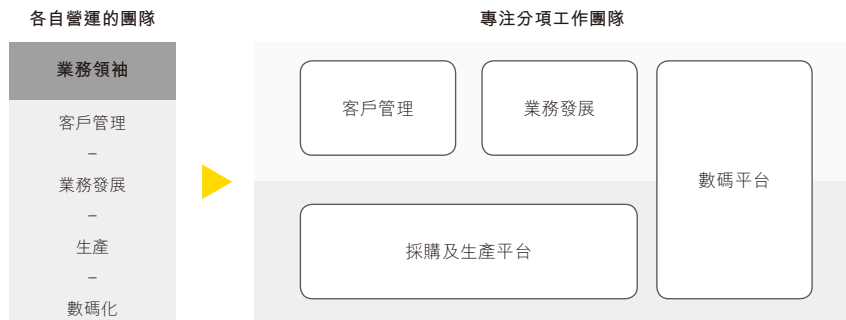 各自營運的團隊
業務領袖
客戶管理
–
業務發展
–
生產
–
數碼化
專注分項工作團隊
客戶管理
業務發展
數碼平台
採購及生產平台